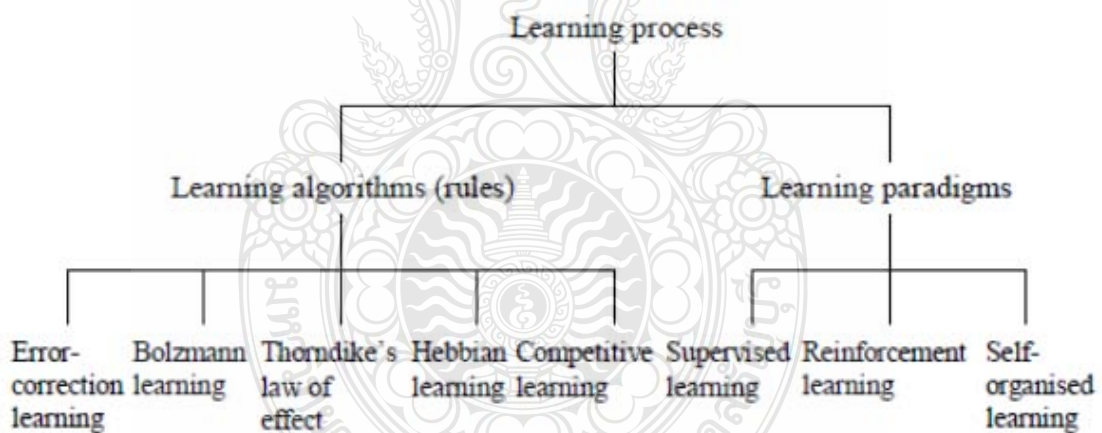 Learning process
Learning algorithms (rules)
Learning paradigms
Error-
correction
learning
Bolzmann
learning
Thorndike's
law of
effect
Hebbian
learning
Competitive
learning
Supervised
learning
Reinforcement
learning
Self-
organised
learning